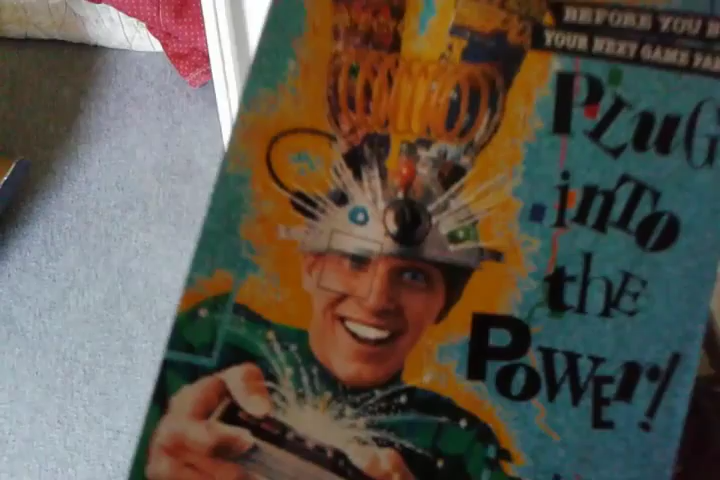 BEFORE YOU B
YOUR NEXT GAME PA
PLUG
inTo
thE
PoWEr!